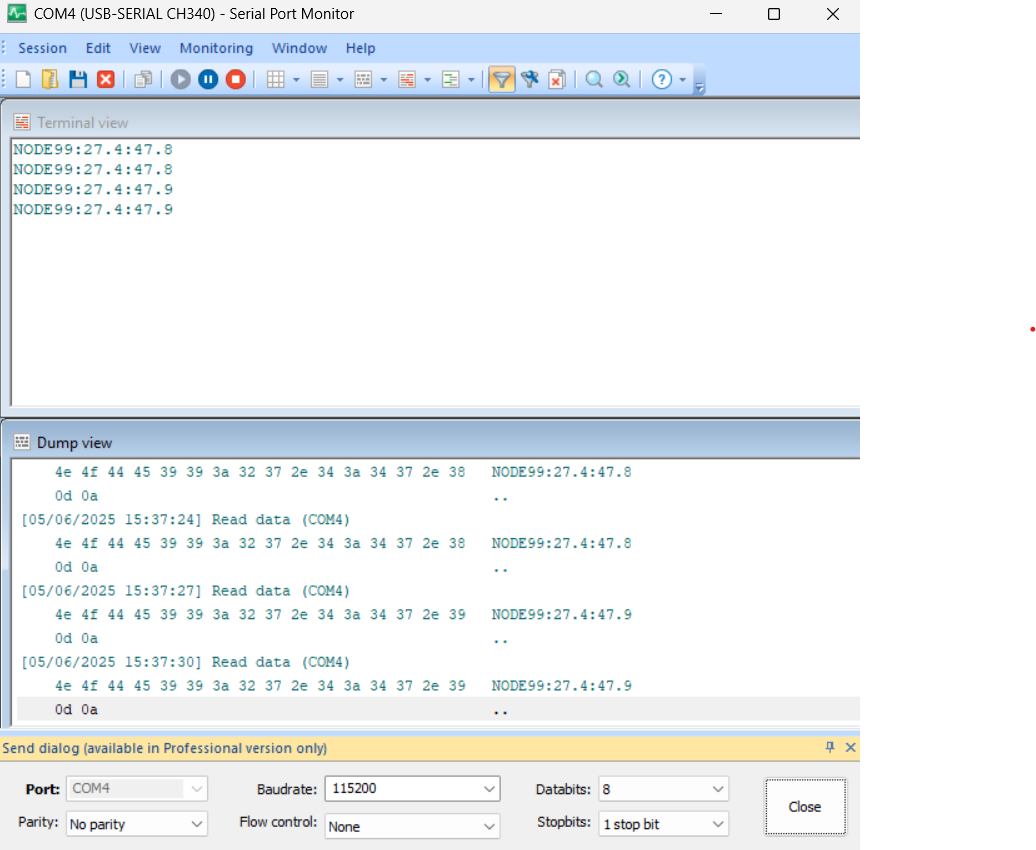 COM4 (USB-SERIAL CH340) - Serial Port Monitor
Session Edit View Monitoring Window Help
Terminal view
NODE99:27.4:47.8
NODE99:27.4:47.8
NODE99:27.4:47.9
NODE99:27.4:47.9
Dump view
4e 4f 44 45 39 39 3a 32 37 2e 34 3a 34 37 2e 38 NODE99:27.4:47.8
0d 0a ..
[05/06/2025 15:37:24] Read data (COM4)
4e 4f 44 45 39 39 3a 32 37 2e 34 3a 34 37 2e 38 NODE99:27.4:47.8
0d 0a ..
[05/06/2025 15:37:27] Read data (COM4)
4e 4f 44 45 39 39 3a 32 37 2e 34 3a 34 37 2e 39 NODE99:27.4:47.9
0d 0a ..
[05/06/2025 15:37:30] Read data (COM4)
4e 4f 44 45 39 39 3a 32 37 2e 34 3a 34 37 2e 39 NODE99:27.4:47.9
0d 0a ..
Send dialog (available in Professional version only)
Port: COM4 Baudrate: 115200 Databits: 8 Close
Parity: No parity Flow control: None Stopbits: 1 stop bit